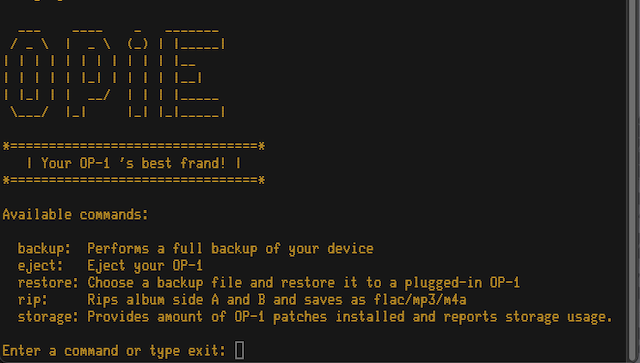 OPIE
*================================*
| Your OP-1 's best frand! |
*================================*
Available commands:
backup: Performs a full backup of your device
eject: Eject your OP-1
restore: Choose a backup file and restore it to a plugged-in OP-1
rip: Rips album side A and B and saves as flac/mp3/m4a
storage: Provides amount of OP-1 patches installed and reports storage usage.
Enter a command or type exit: